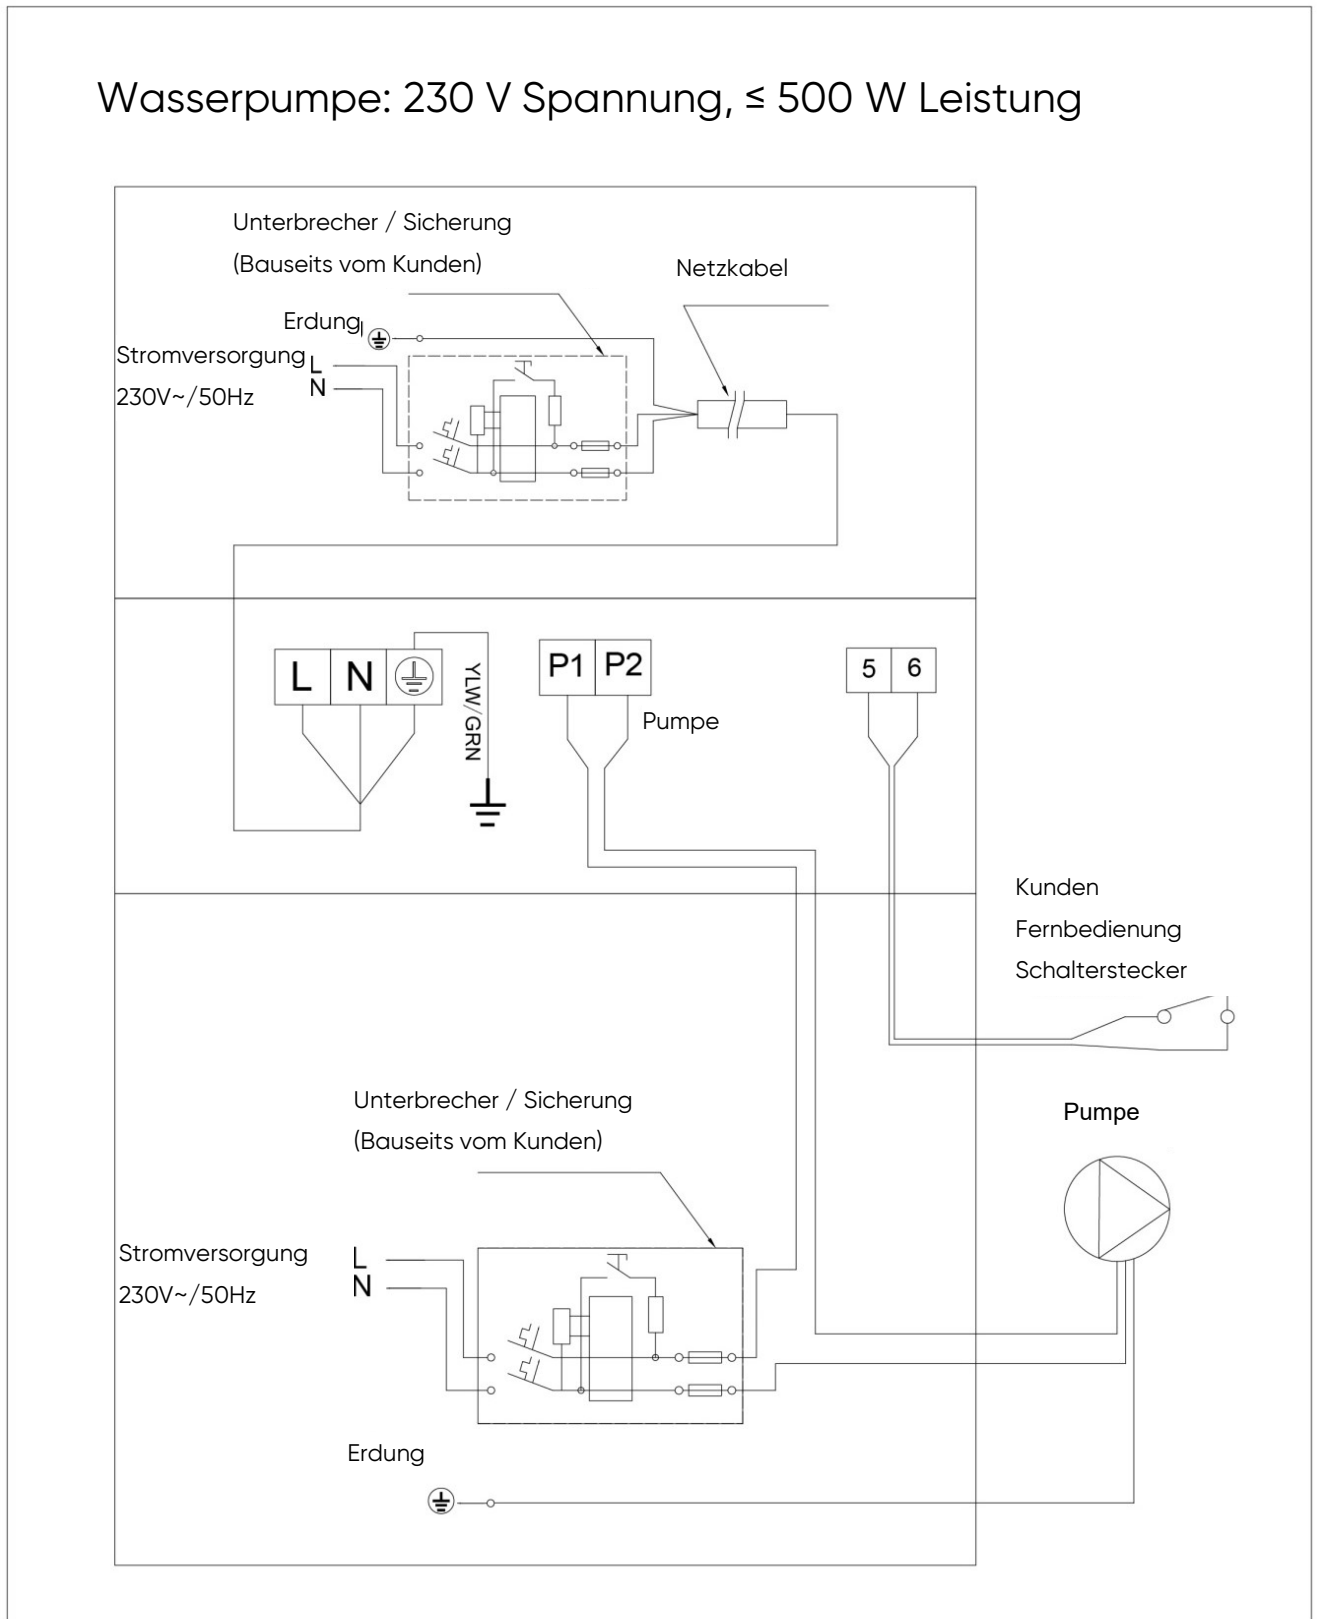 Wasserpumpe: 230 V Spannung, ≤ 500 W Leistung
Unterbrecher / Sicherung
(Bauseits vom Kunden)
Netzkabel
Erdung
Stromversorgung
230V~/50Hz
L
N
L N
YLW/GRN
P1 P2
Pumpe
5 6
Kunden
Fernbedienung
Schalterstecker
Unterbrecher / Sicherung
(Bauseits vom Kunden)
Pumpe
Stromversorgung
230V~/50Hz
L
N
Erdung